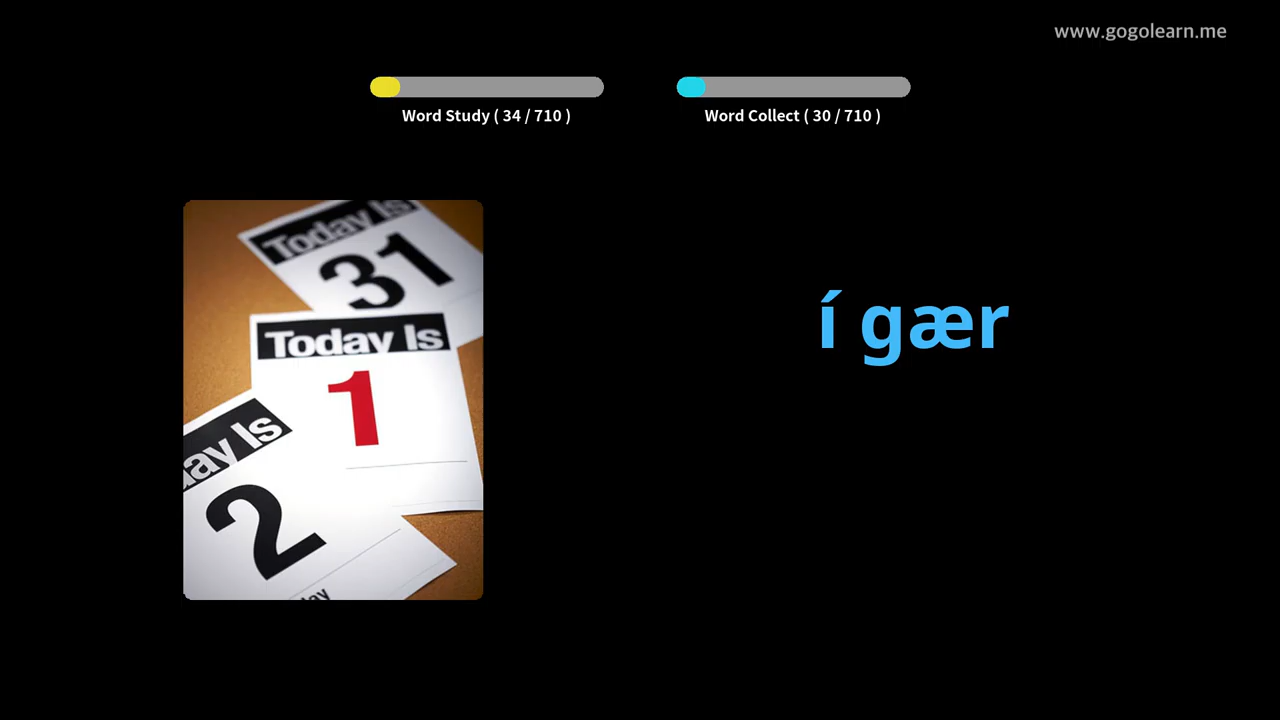 www.gogolearn.me
Word Study ( 34 / 710 )
Word Collect ( 30 / 710 )
Today Is
31
Today Is
1
ay Is
2
ay
í gær